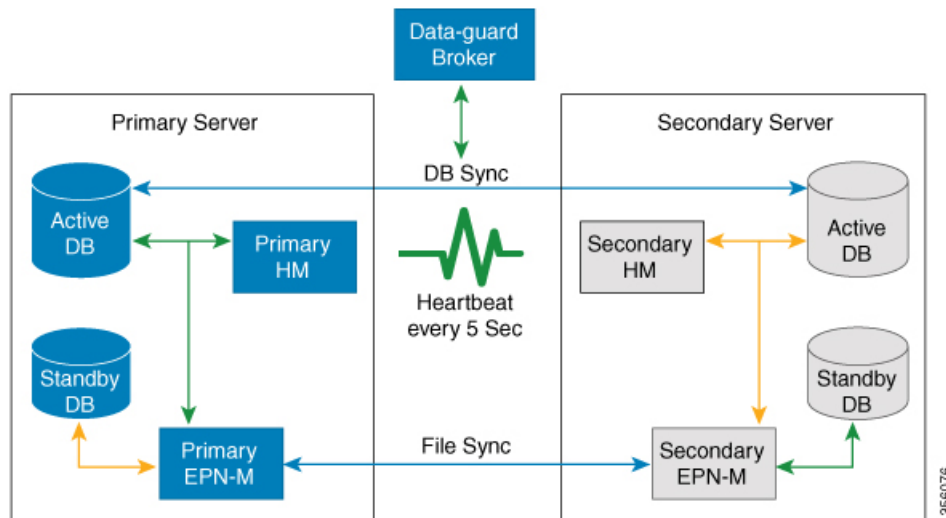 Data-guard
Broker
Primary Server
Secondary Server
DB Sync
Active
DB
Primary
HM
Secondary
HM
Active
DB
Heartbeat
every 5 Sec
Standby
DB
Standby
DB
Primary
EPN-M
File Sync
Secondary
EPN-M
356076